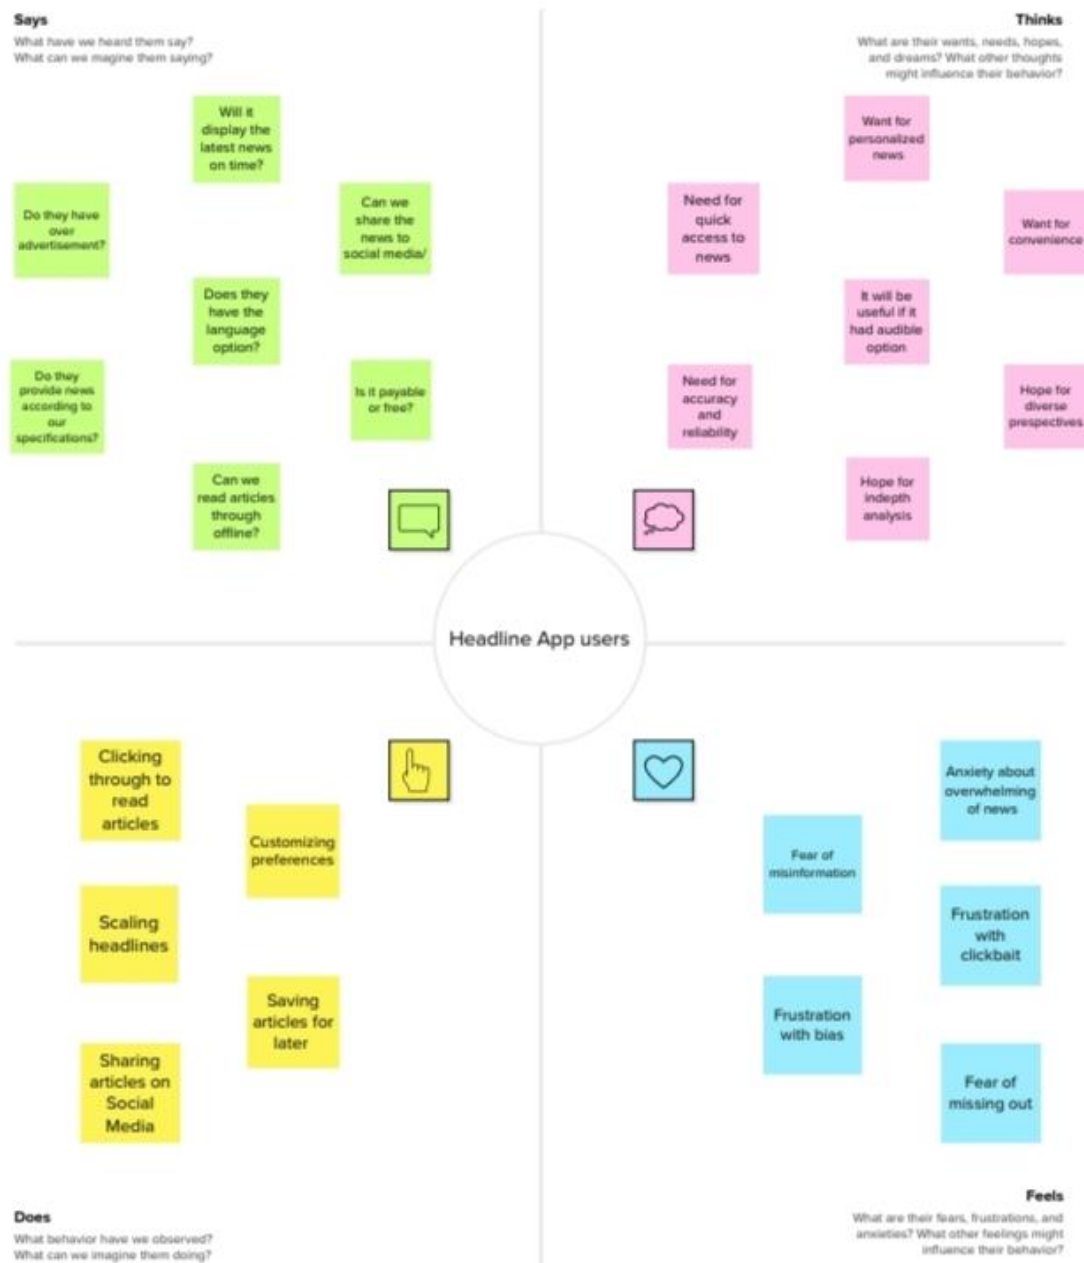 Says
What have we heard them say?
What can we magine them saying?
Will it
display the
latest news
on time?
Do they have
over
advertisement?
Can we
share the
news to
social media/
Does they
have the
language
option?
Do they
provide news
according to
our
specifications?
Is it payable
or free?
Can we
read articles
through
offline?
Thinks
What are their wants, needs, hopes,
and dreams? What other thoughts
might influence their behavior?
Want for
personalized
news
Need for
quick
access to
news
Want for
convenience
It will be
useful if it
had audible
option
Need for
accuracy
and
reliability
Hope for
diverse
prespectives
Hope for
indepth
analysis
Headline App users
Clicking
through to
read
articles
Customizing
preferences
Scaling
headlines
Saving
articles for
later
Sharing
articles on
Social
Media
Does
What behavior have we observed?
What can we imagine them doing?
Anxiety about
overwhelming
of news
Fear of
misinformation
Frustration
with
clickbait
Frustration
with bias
Fear of
missing out
Feels
What are their fears, frustrations, and
anxieties? What other feelings might
influence their behavior?